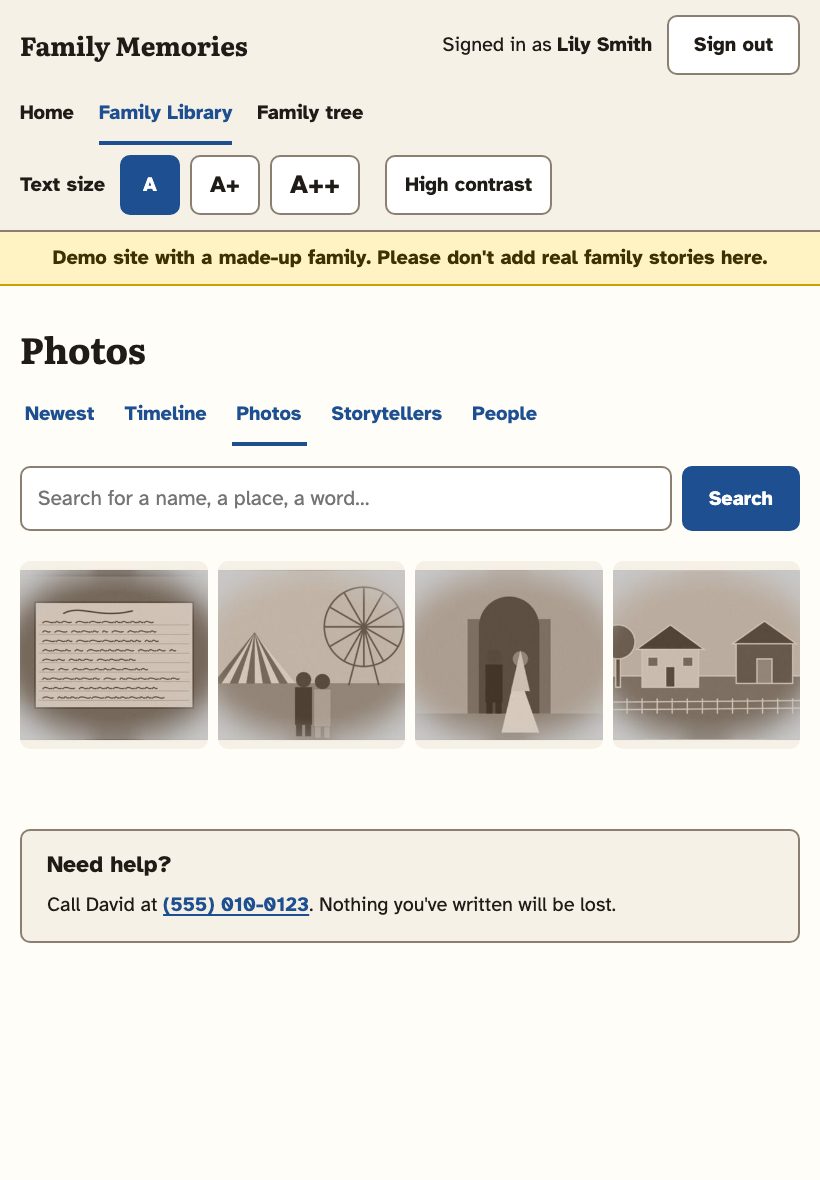 Family Memories
Signed in as Lily Smith
Sign out
Home
Family Library
Family tree
Text size
A
A+
A++
High contrast
Demo site with a made-up family. Please don't add real family stories here.
Photos
Newest
Timeline
Photos
Storytellers
People
Search for a name, a place, a word...
Search
Need help?
Call David at (555) 010-0123. Nothing you've written will be lost.